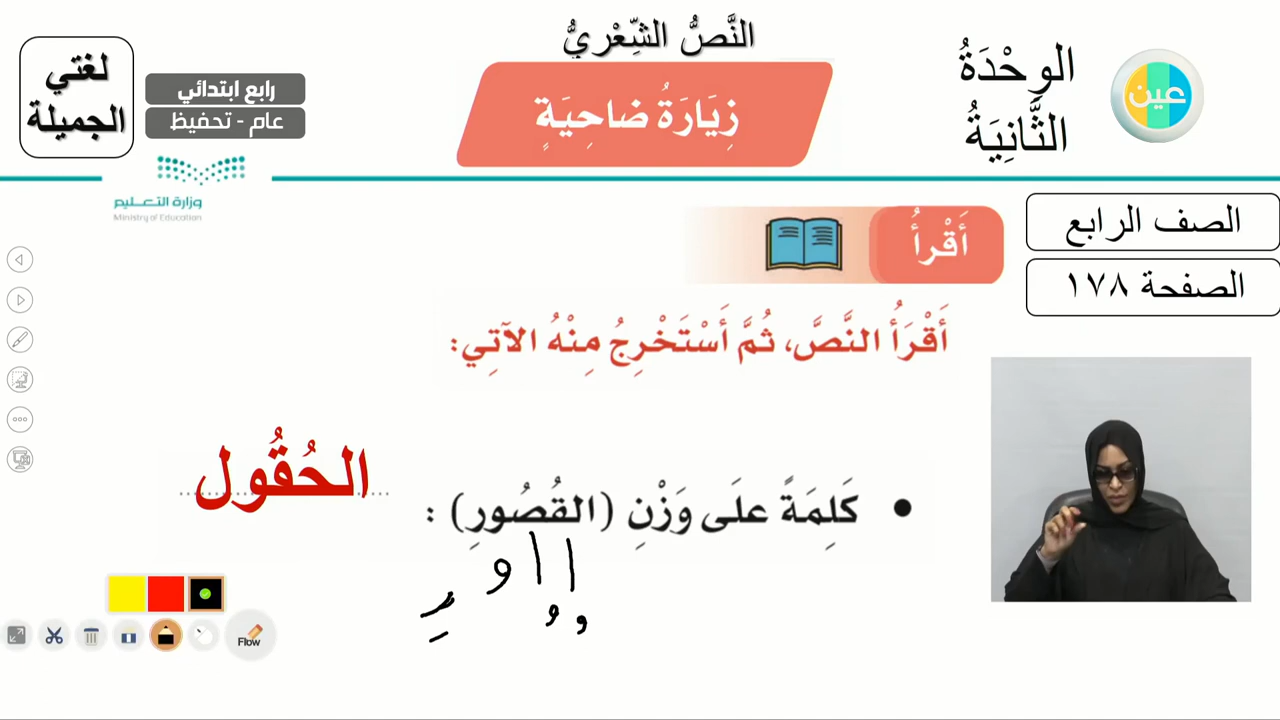 النَّصُّ الشِّعْرِيُّ
زِيَارَةُ ضَاحِيَةٍ
الوِحْدَةُ
الثَّانِيَةُ
عين
لغتي
الجميلة
رابع ابتدائي
عام - تحفيظ
وزارة التعليم
Ministry of Education
الصف الرابع
الصفحة ١٧٨
أَقْرَأُ
أَقْرَأُ النَّصَّ، ثُمَّ أَسْتَخْرِجُ مِنْهُ الآتِي:
• كَلِمَةً علَى وَزْنِ (القُصُورِ) :
الحُقُول
Flow